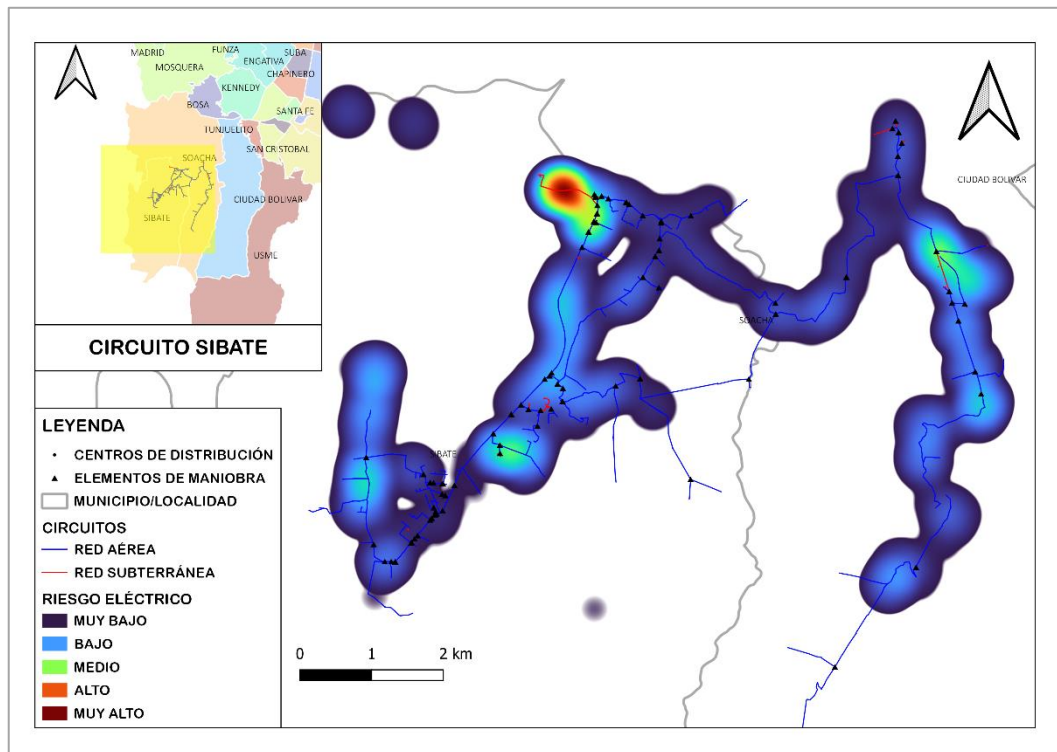 MADRID
FUNZA
SUBA
ENGATIVA
MOSQUERA
CHAPINERO
KENNEDY
BOSA
SANTA FE
TUNJUELITO
SAN CRISTOBAL
SOACHA
CIUDAD BOLIVAR
SIBATE
USME
CIRCUITO SIBATE
LEYENDA
CENTROS DE DISTRIBUCIÓN
ELEMENTOS DE MANIOBRA
MUNICIPIO/LOCALIDAD
CIRCUITOS
RED AÉREA
RED SUBTERRÁNEA
RIESGO ELÉCTRICO
MUY BAJO
BAJO
MEDIO
ALTO
MUY ALTO
CIUDAD BOLIVAR
SOACHA
SIBATE
0 1 2 km